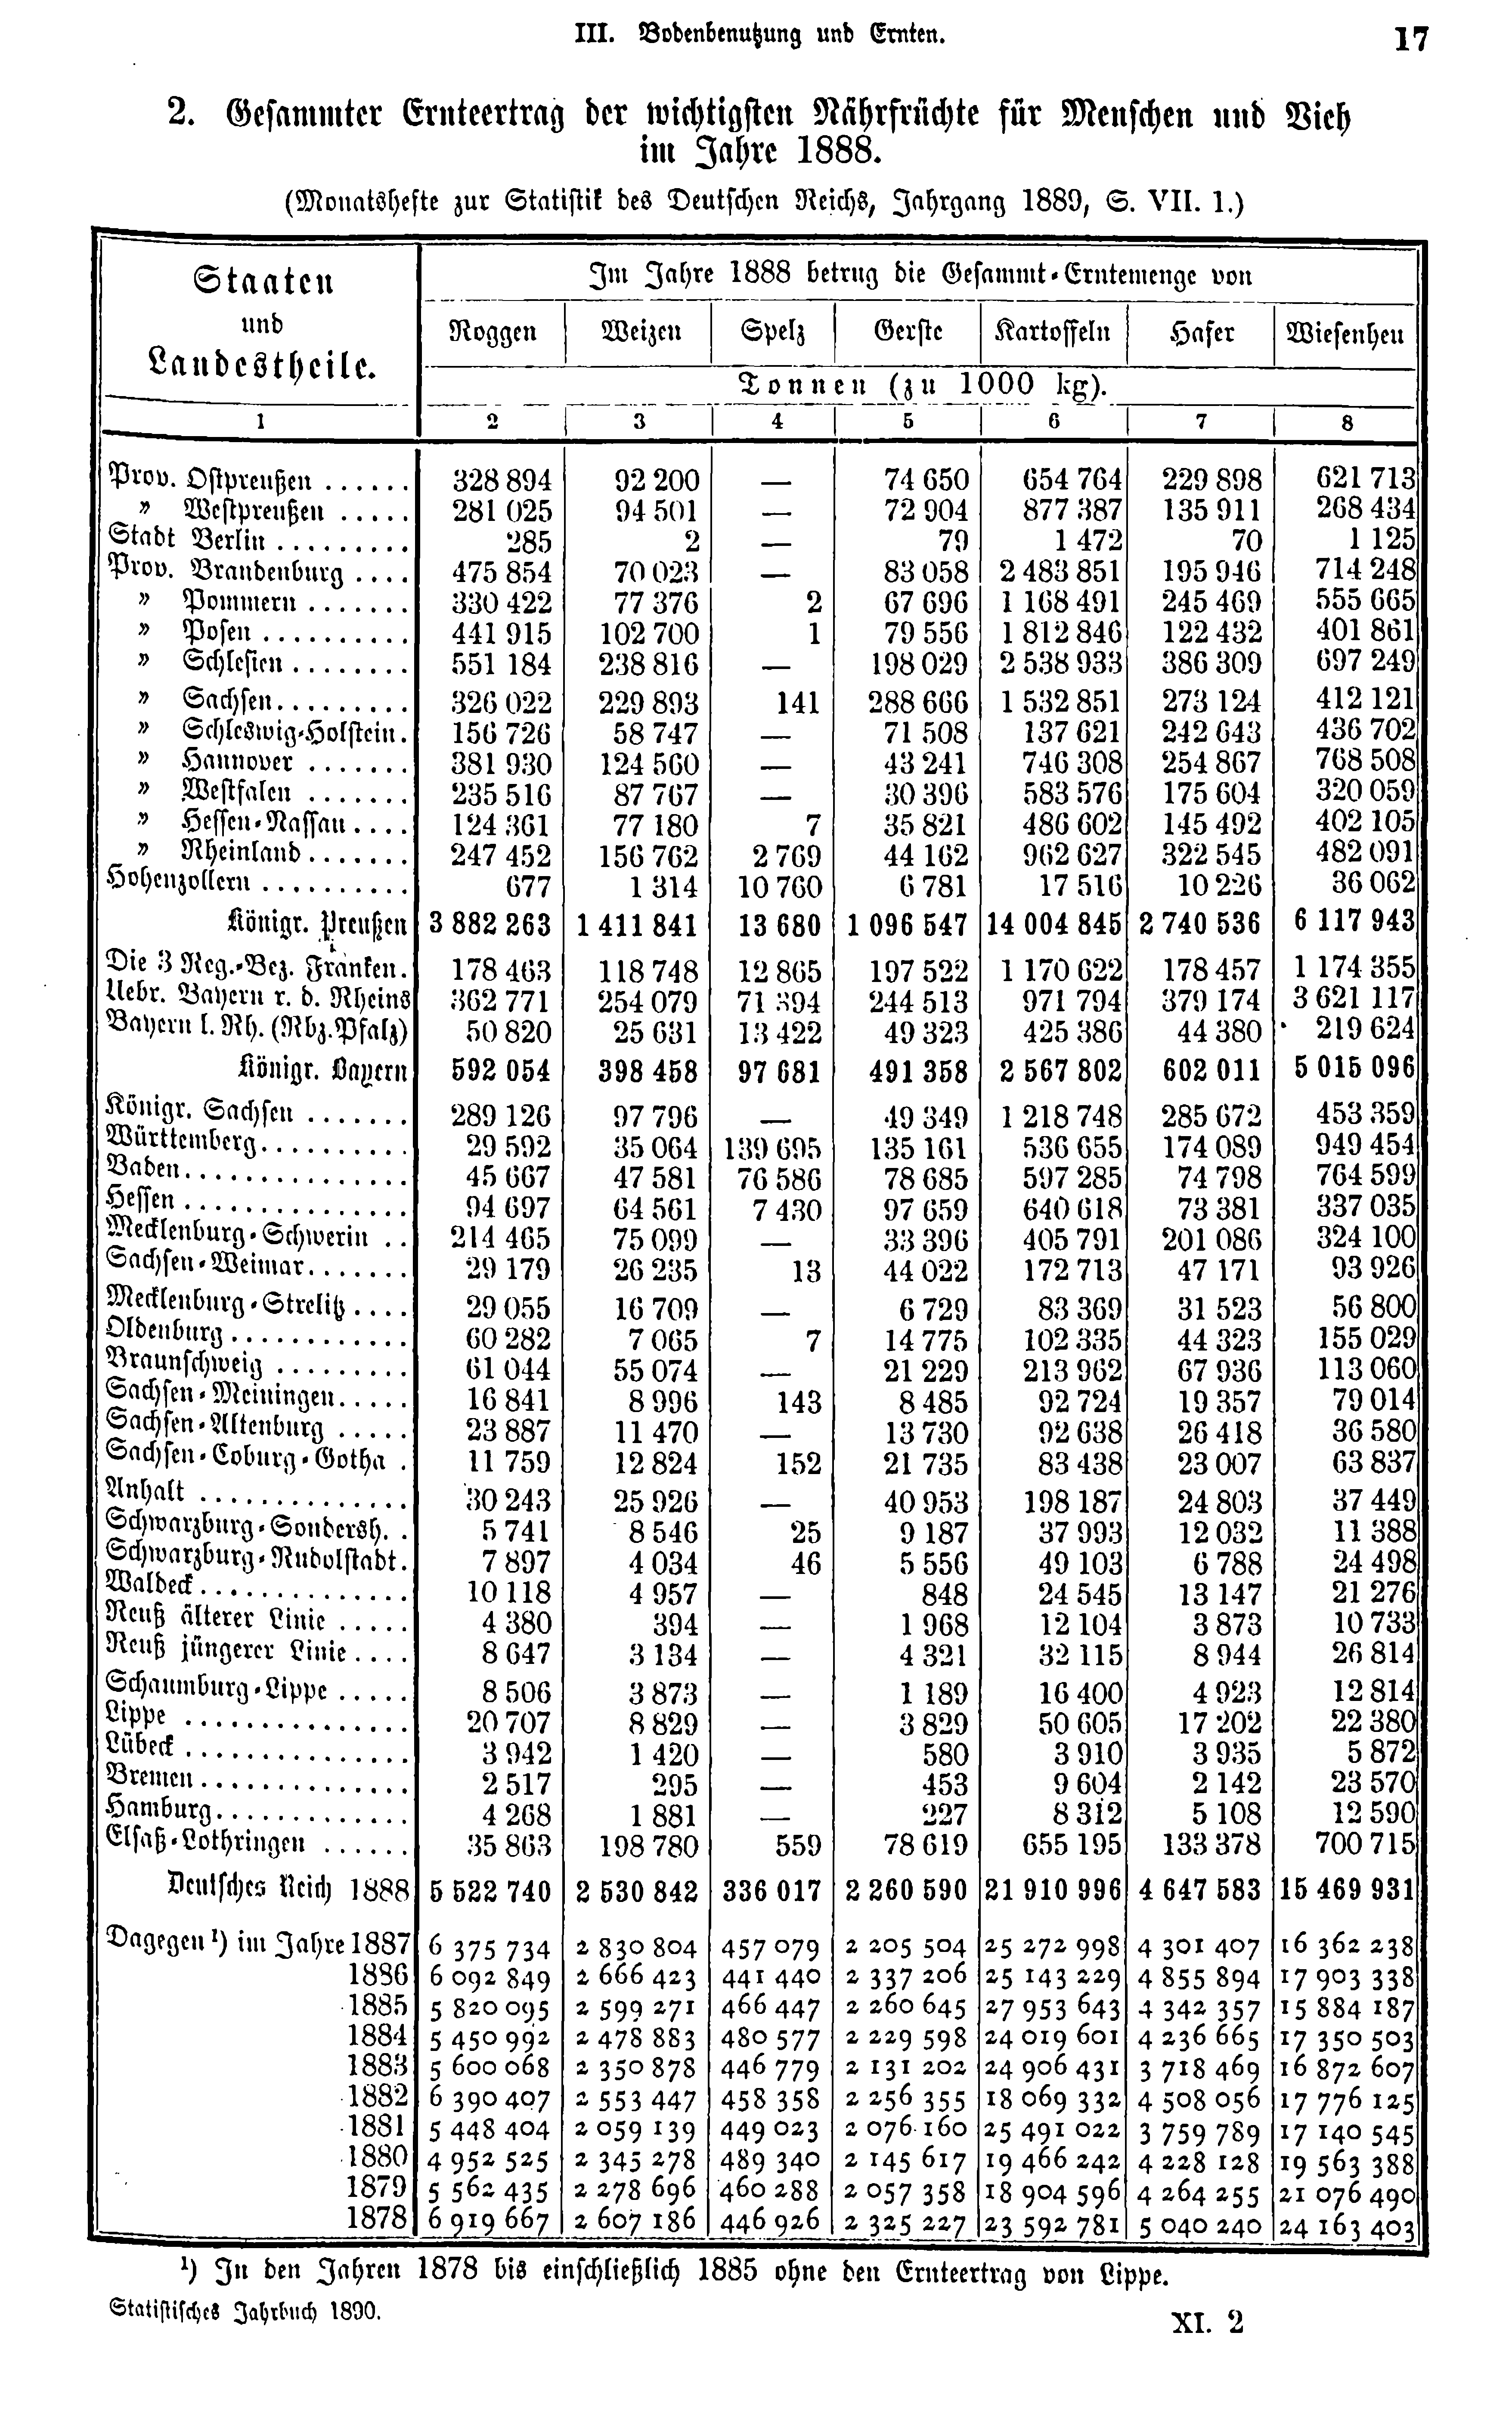 III. Bodenbenutzung und Ernten. 17
2. Gesammter Ernteertrag der wichtigsten Nährfrüchte für Menschen und Vieh
im Jahre 1888.
(Monatshefte zur Statistik des Deutschen Reichs, Jahrgang 1889, S. VII. 1.)
Staaten und Landestheile. Im Jahre 1888 betrug die Gesammt-Erntemenge von
Roggen Weizen Spelz Gerste Kartoffeln Hafer Wiesenheu
Tonnen (zu 1000 kg).
1 2 3 4 5 6 7 8
Prov. Ostpreußen ...... 328 894 92 200 — 74 650 654 764 229 898 621 713
" Westpreußen ..... 281 025 94 501 — 72 904 877 387 135 911 268 434
Stadt Berlin ......... 285 2 — 79 1 472 70 1 125
Prov. Brandenburg .... 475 854 70 023 — 83 058 2 483 851 195 946 714 248
" Pommern ....... 330 422 77 376 2 67 696 1 168 491 245 469 555 665
" Posen .......... 441 915 102 700 1 79 556 1 812 846 122 432 401 861
" Schlesien ........ 551 184 238 816 — 198 029 2 538 933 386 309 697 249
" Sachsen......... 326 022 229 893 141 288 666 1 532 851 273 124 412 121
" Schleswig-Holstein. 156 726 58 747 — 71 508 137 621 242 643 436 702
" Hannover ....... 381 930 124 560 — 43 241 746 308 254 867 768 508
" Westfalen ....... 235 516 87 767 — 30 396 583 576 175 604 320 059
" Hessen-Nassau .... 124 361 77 180 7 35 821 486 602 145 492 402 105
" Rheinland ....... 247 452 156 762 2 769 44 162 962 627 322 545 482 091
Hohenzollern .......... 677 1 314 10 760 6 781 17 516 10 226 36 062
Königr. Preußen 3 882 263 1 411 841 13 680 1 096 547 14 004 845 2 740 536 6 117 943
Die 3 Reg.-Bez. Franken. 178 463 118 748 12 865 197 522 1 170 622 178 457 1 174 355
Uebr. Bayern r. d. Rheins 362 771 254 079 71 394 244 513 971 794 379 174 3 621 117
Bayern l. Rh. (Rbz. Pfalz) 50 820 25 631 13 422 49 323 425 386 44 380 219 624
Königr. Bayern 592 054 398 458 97 681 491 358 2 567 802 602 011 5 015 096
Königr. Sachsen ....... 289 126 97 796 — 49 349 1 218 748 285 672 453 359
Württemberg.......... 29 592 35 064 139 695 135 161 536 655 174 089 949 454
Baden............... 45 667 47 581 76 586 78 685 597 285 74 798 764 599
Hessen ............... 94 697 64 561 7 430 97 659 640 618 73 381 337 035
Mecklenburg-Schwerin .. 214 465 75 099 — 33 396 405 791 201 086 324 100
Sachsen-Weimar....... 29 179 26 235 13 44 022 172 713 47 171 93 926
Mecklenburg-Strelitz .... 29 055 16 709 — 6 729 83 369 31 523 56 800
Oldenburg ............ 60 282 7 065 7 14 775 102 335 44 323 155 029
Braunschweig ......... 61 044 55 074 — 21 229 213 962 67 936 113 060
Sachsen-Meiningen..... 16 841 8 996 143 8 485 92 724 19 357 79 014
Sachsen-Altenburg ..... 23 887 11 470 — 13 730 92 638 26 418 36 580
Sachsen-Coburg-Gotha . 11 759 12 824 152 21 735 83 438 23 007 63 837
Anhalt .............. 30 243 25 926 — 40 953 198 187 24 803 37 449
Schwarzburg-Sondersh. . 5 741 8 546 25 9 187 37 993 12 032 11 388
Schwarzburg-Rudolstadt. 7 897 4 034 46 5 556 49 103 6 788 24 498
Waldeck .............. 10 118 4 957 — 848 24 545 13 147 21 276
Reuß älterer Linie ..... 4 380 394 — 1 968 12 104 3 873 10 733
Reuß jüngerer Linie .... 8 647 3 134 — 4 321 32 115 8 944 26 814
Schaumburg-Lippe ..... 8 506 3 873 — 1 189 16 400 4 923 12 814
Lippe ............... 20 707 8 829 — 3 829 50 605 17 202 22 380
Lübeck ............... 3 942 1 420 — 580 3 910 3 935 5 872
Bremen .............. 2 517 295 — 453 9 604 2 142 23 570
Hamburg............. 4 268 1 881 — 227 8 312 5 108 12 590
Elsaß-Lothringen ...... 35 863 198 780 559 78 619 655 195 133 378 700 715
Deutsches Reich 1888 5 522 740 2 530 842 336 017 2 260 590 21 910 996 4 647 583 15 469 931
Dagegen ¹) im Jahre 1887 6 375 734 2 830 804 457 079 2 205 504 25 272 998 4 301 407 16 362 238
1886 6 092 849 2 666 423 441 440 2 337 206 25 143 229 4 855 894 17 903 338
1885 5 820 095 2 599 271 466 447 2 260 645 27 953 643 4 342 357 15 884 187
1884 5 450 992 2 478 883 480 577 2 229 598 24 019 601 4 236 665 17 350 503
1883 5 600 068 2 350 878 446 779 2 131 202 24 906 431 3 718 469 16 872 607
1882 6 390 407 2 553 447 458 358 2 256 355 18 069 332 4 508 056 17 776 125
1881 5 448 404 2 059 139 449 023 2 076 160 25 491 022 3 759 789 17 140 545
1880 4 952 525 2 345 278 489 340 2 145 617 19 466 242 4 228 128 19 563 388
1879 5 562 435 2 278 696 460 288 2 057 358 18 904 596 4 264 255 21 076 490
1878 6 919 667 2 607 186 446 926 2 325 227 23 592 781 5 040 240 24 163 403
¹) In den Jahren 1878 bis einschließlich 1885 ohne den Ernteertrag von Lippe.
Statistisches Jahrbuch 1890. XI. 2